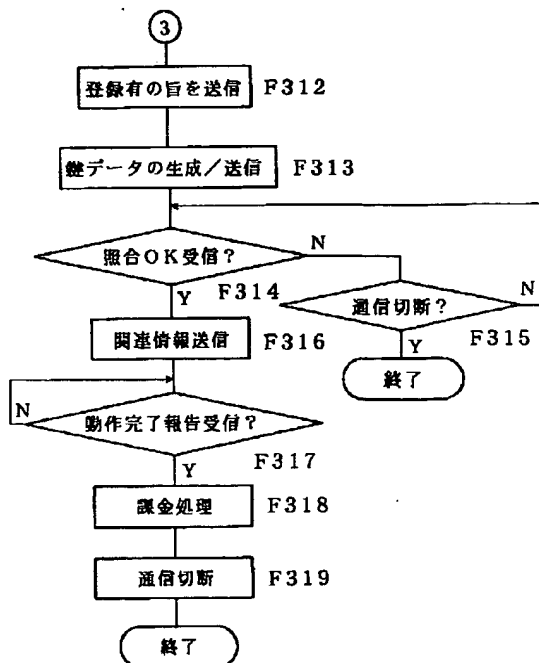 3
登録有の旨を送信 F312
鍵データの生成/送信 F313
照合OK受信? N
Y F314
通信切断? N
関連情報送信 F316
Y F315
終了
N
動作完了報告受信?
Y F317
課金処理 F318
通信切断 F319
終了